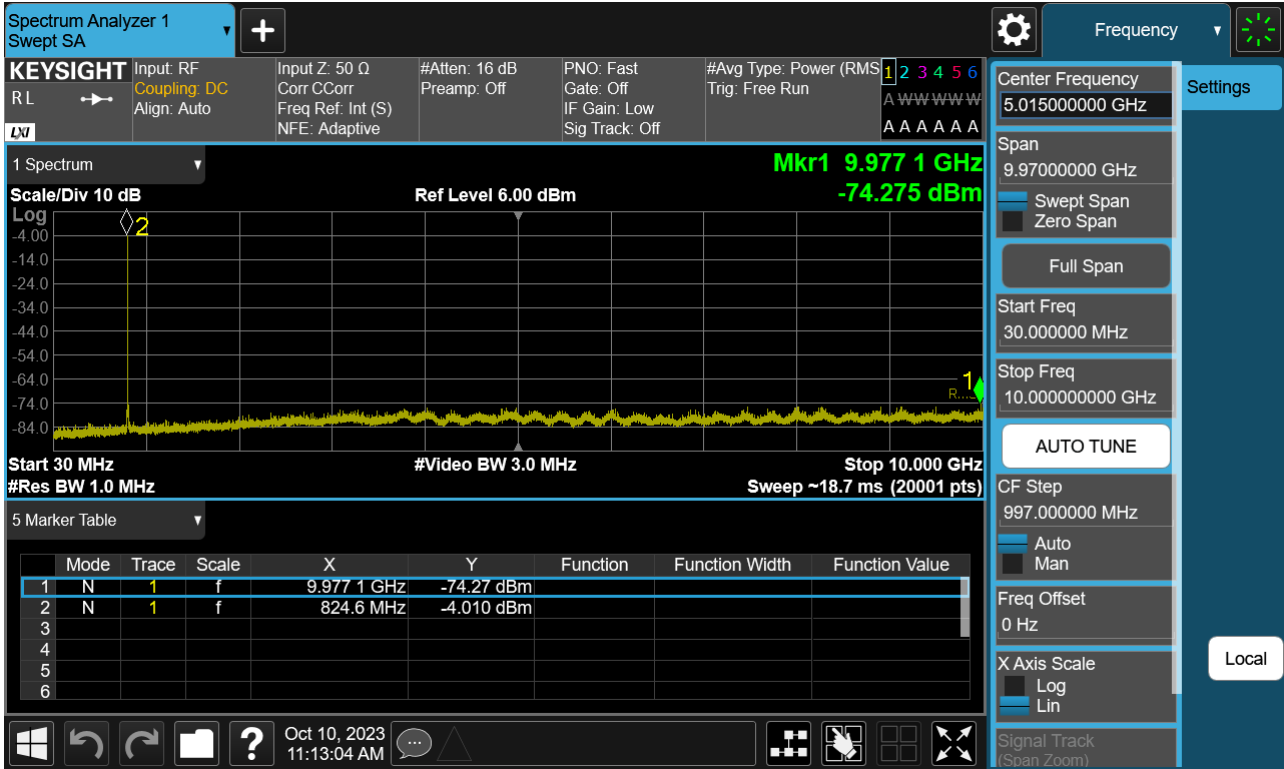 Spectrum Analyzer 1
Swept SA
Frequency
KEYSIGHT
R L
LXI
Input: RF
Coupling: DC
Align: Auto
Input Z: 50 Ω
Corr CCorr
Freq Ref: Int (S)
NFE: Adaptive
#Atten: 16 dB
Preamp: Off
PNO: Fast
Gate: Off
IF Gain: Low
Sig Track: Off
#Avg Type: Power (RMS
Trig: Free Run
1 2 3 4 5 6
A W W W W W
A A A A A A
1 Spectrum
Mkr1 9.977 1 GHz
Scale/Div 10 dB
Ref Level 6.00 dBm
-74.275 dBm
Log
2
-4.00
-14.0
-24.0
-34.0
-44.0
-54.0
-64.0
1
-74.0
R...
-84.0
Start 30 MHz
#Video BW 3.0 MHz
Stop 10.000 GHz
#Res BW 1.0 MHz
Sweep ~18.7 ms (20001 pts)
5 Marker Table
Mode Trace Scale X Y Function Function Width Function Value
1 N 1 f 9.977 1 GHz -74.27 dBm
2 N 1 f 824.6 MHz -4.010 dBm
3
4
5
6
Oct 10, 2023
11:13:04 AM
Center Frequency
5.015000000 GHz
Span
9.97000000 GHz
Swept Span
Zero Span
Full Span
Start Freq
30.000000 MHz
Stop Freq
10.000000000 GHz
AUTO TUNE
CF Step
997.000000 MHz
Auto
Man
Freq Offset
0 Hz
X Axis Scale
Log
Lin
Signal Track
(Span Zoom)
Settings
Local